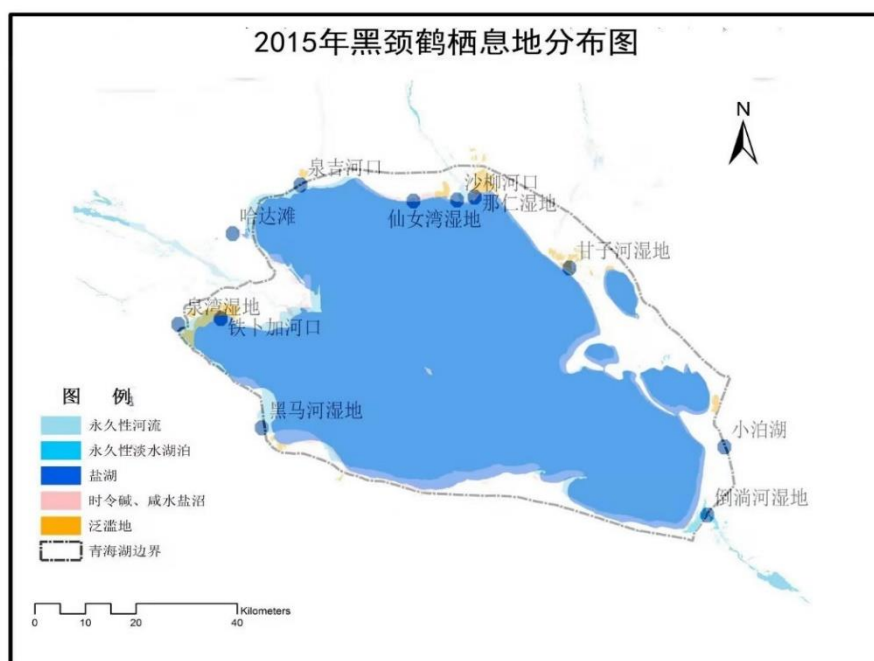 2015年黑颈鹤栖息地分布图
N
泉吉河口
沙柳河口
那仁湿地
哈达滩
仙女湾湿地
甘子河湿地
泉湾湿地
铁卜加河口
黑马河湿地
小泊湖
倒淌河湿地
图 例
永久性河流
永久性淡水湖泊
盐湖
时令碱、咸水盐沼
泛滥地
青海湖边界
Kilometers
0 10 20 40